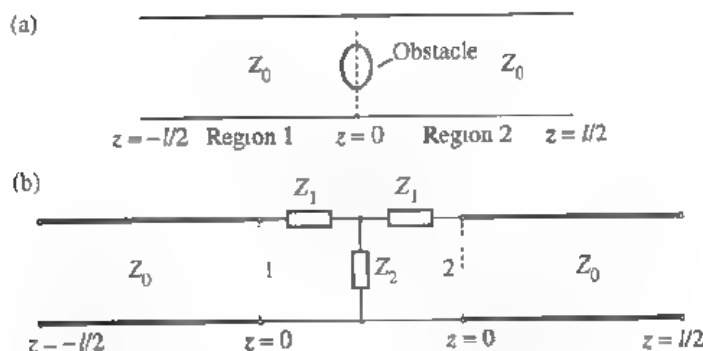 (a)
Z₀ Obstacle Z₀
z = −l/2 Region 1 z = 0 Region 2 z = l/2
(b)
Z₁ Z₁
Z₀ 1 Z₂ 2 Z₀
z = −l/2 z = 0 z = 0 z = l/2